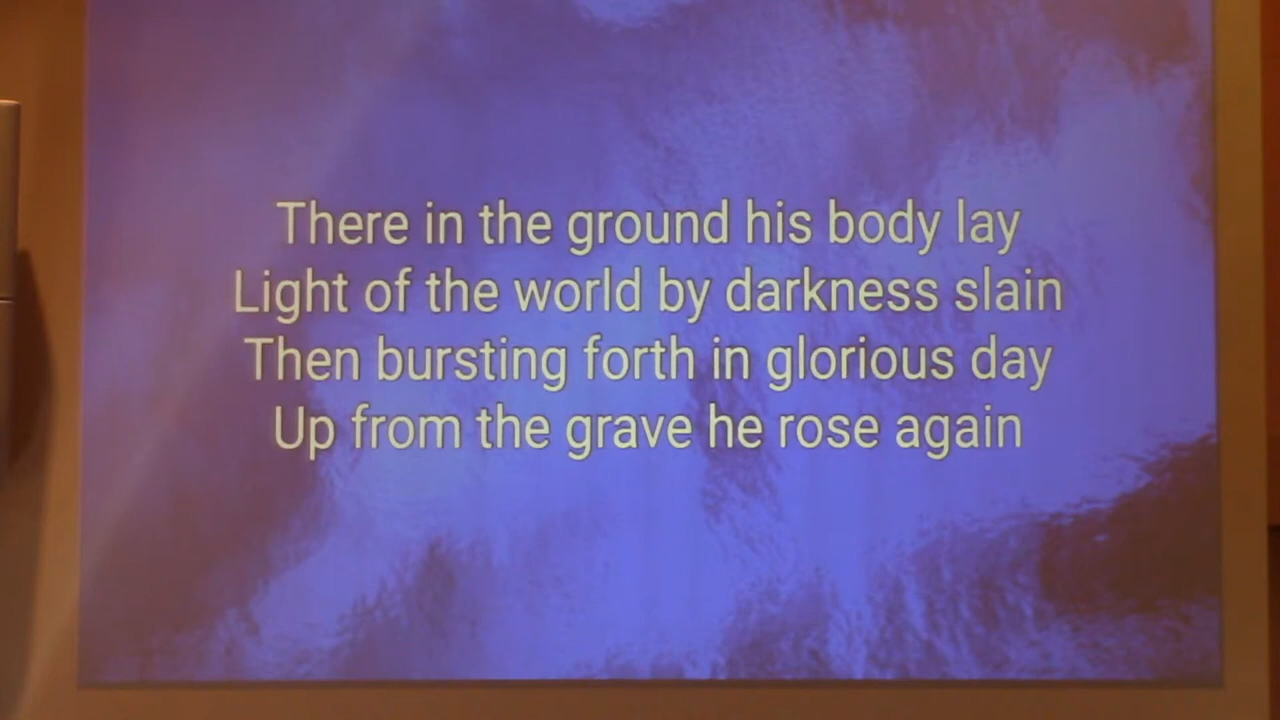 There in the ground his body lay
Light of the world by darkness slain
Then bursting forth in glorious day
Up from the grave he rose again